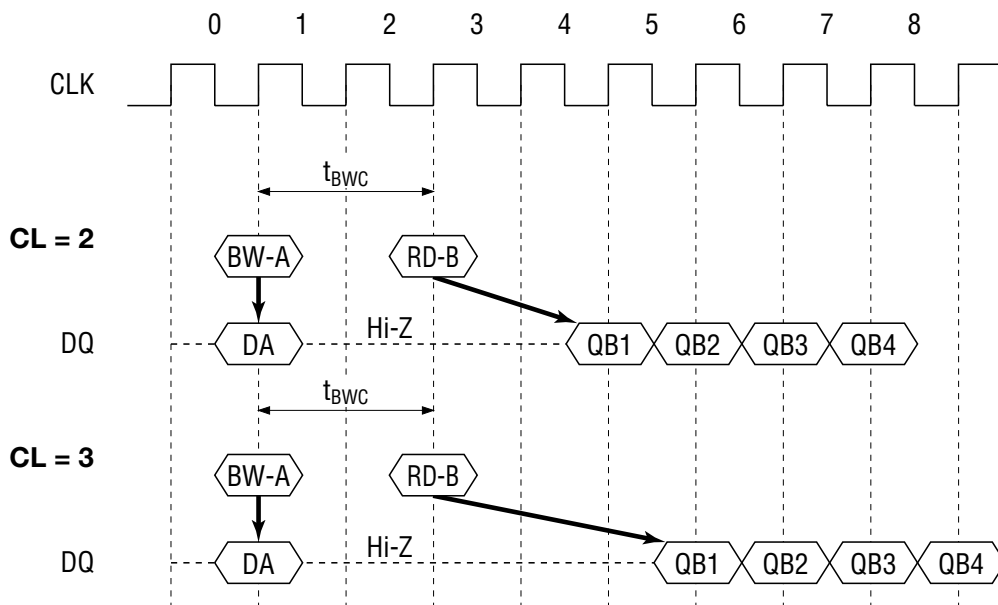 0 1 2 3 4 5 6 7 8
CLK
tBWC
CL = 2
BW-A RD-B
DQ DA Hi-Z QB1 QB2 QB3 QB4
tBWC
CL = 3
BW-A RD-B
DQ DA Hi-Z QB1 QB2 QB3 QB4